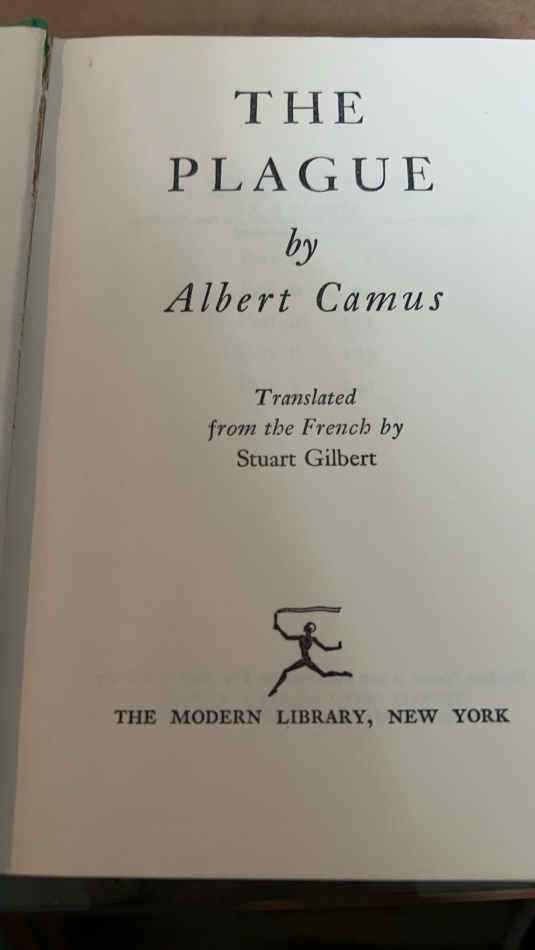 THE
PLAGUE
by
Albert Camus
Translated
from the French by
Stuart Gilbert
THE MODERN LIBRARY, NEW YORK